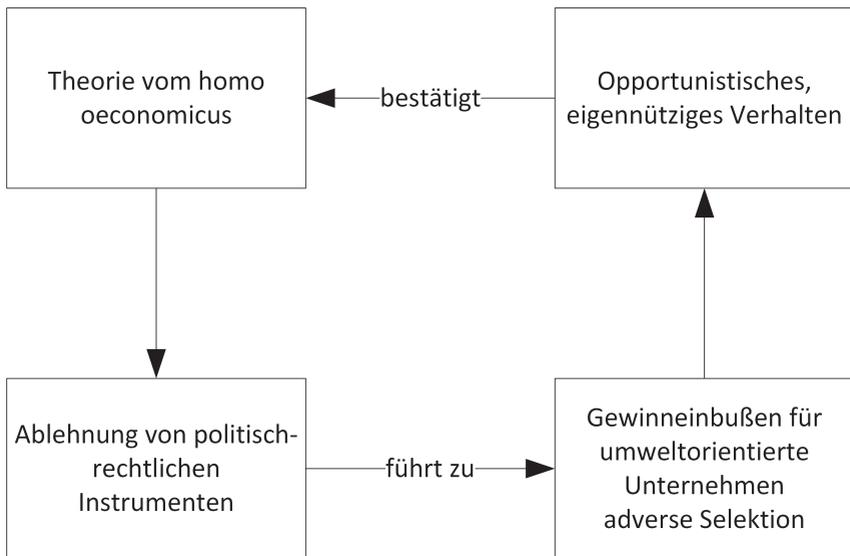 Theorie vom homo
oeconomicus
bestätigt
Opportunistisches,
eigennütziges Verhalten
Ablehnung von politisch-
rechtlichen
Instrumenten
führt zu
Gewinneinbußen für
umweltorientierte
Unternehmen
adverse Selektion